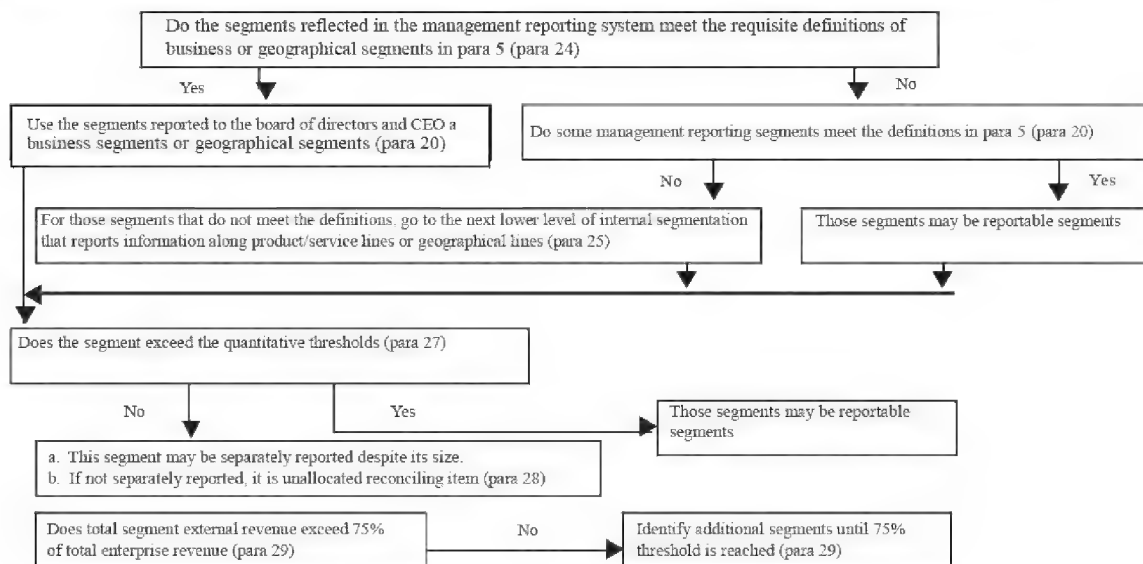 Do the segments reflected in the management reporting system meet the requisite definitions of
business or geographical segments in para 5 (para 24)
Yes
No
Use the segments reported to the board of directors and CEO a
business segments or geographical segments (para 20)
Do some management reporting segments meet the definitions in para 5 (para 20)
No
Yes
For those segments that do not meet the definitions, go to the next lower level of internal segmentation
that reports information along product/service lines or geographical lines (para 25)
Those segments may be reportable segments
Does the segment exceed the quantitative thresholds (para 27)
No
Yes
Those segments may be reportable
segments
a. This segment may be separately reported despite its size.
b. If not separately reported, it is unallocated reconciling item (para 28)
Does total segment external revenue exceed 75%
of total enterprise revenue (para 29)
No
Identify additional segments until 75%
threshold is reached (para 29)